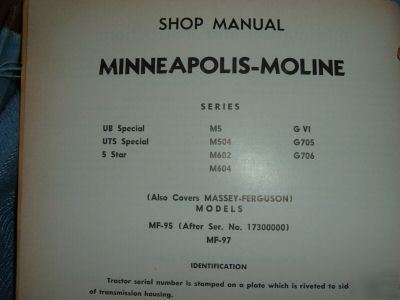 SHOP MANUAL
MINNEAPOLIS-MOLINE
SERIES
UB Special M5 G VI
UTS Special M504 G705
5 Star M602 G706
M604
(Also Covers MASSEY-FERGUSON)
MODELS
MF-95 (After Ser. No. 17300000)
MF-97
IDENTIFICATION
Tractor serial number is stamped on a plate which is riveted to sid
of transmission housing.